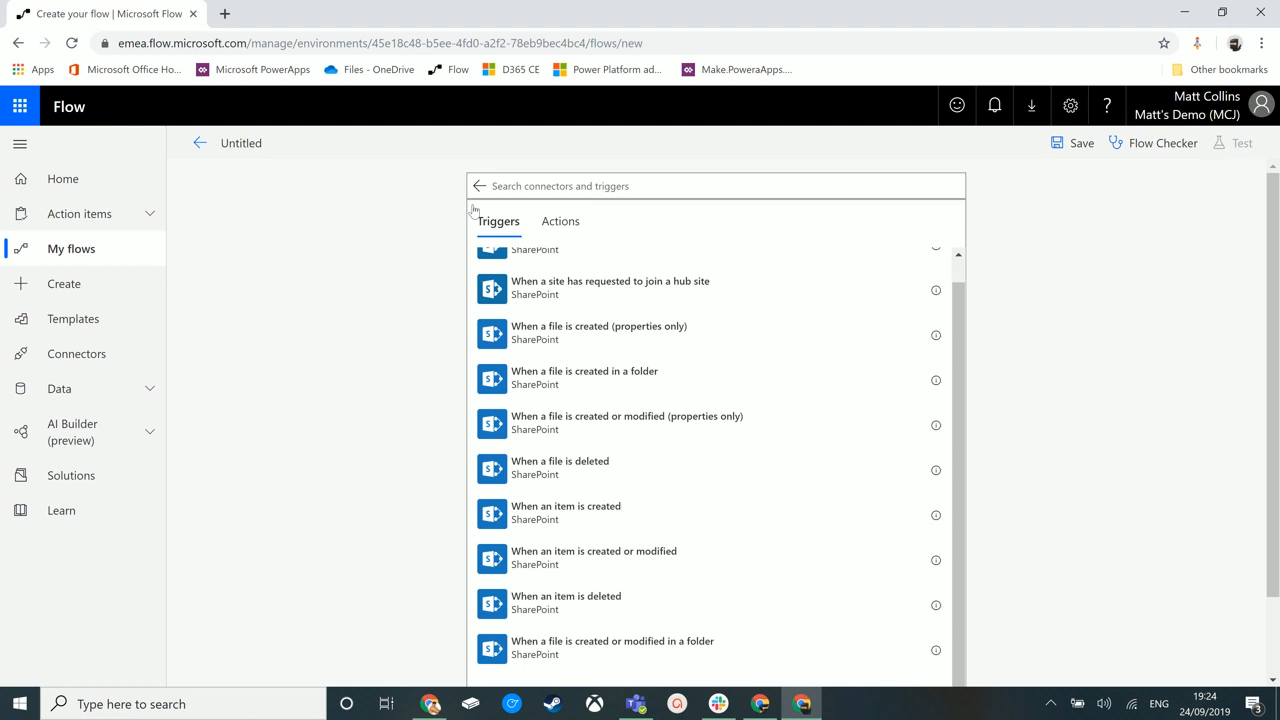 Create your flow | Microsoft Flow
emea.flow.microsoft.com/manage/environments/45e18c48-b5ee-4fd0-a2f2-78eb9bec4bc4/flows/new
Apps
Microsoft Office Ho...
Microsoft PowerApps
Files - OneDrive
Flow
D365 CE
Power Platform ad...
Make.PoweraApps....
Other bookmarks
Flow
?
Matt Collins
Matt's Demo (MCJ)
Untitled
Save
Flow Checker
Test
Home
Action items
My flows
Create
Templates
Connectors
Data
AI Builder
(preview)
Solutions
Learn
Search connectors and triggers
Triggers
Actions
SharePoint
When a site has requested to join a hub site
SharePoint
When a file is created (properties only)
SharePoint
When a file is created in a folder
SharePoint
When a file is created or modified (properties only)
SharePoint
When a file is deleted
SharePoint
When an item is created
SharePoint
When an item is created or modified
SharePoint
When an item is deleted
SharePoint
When a file is created or modified in a folder
SharePoint
Type here to search
ENG
19:24
24/09/2019
3